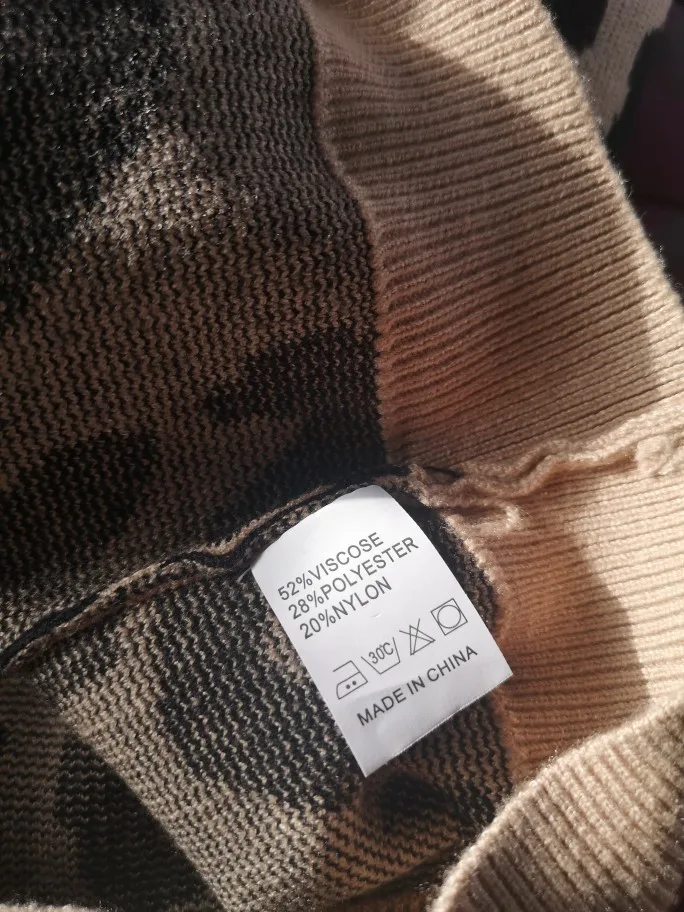 52%VISCOSE
28%POLYESTER
20%NYLON
30℃
MADE IN CHINA